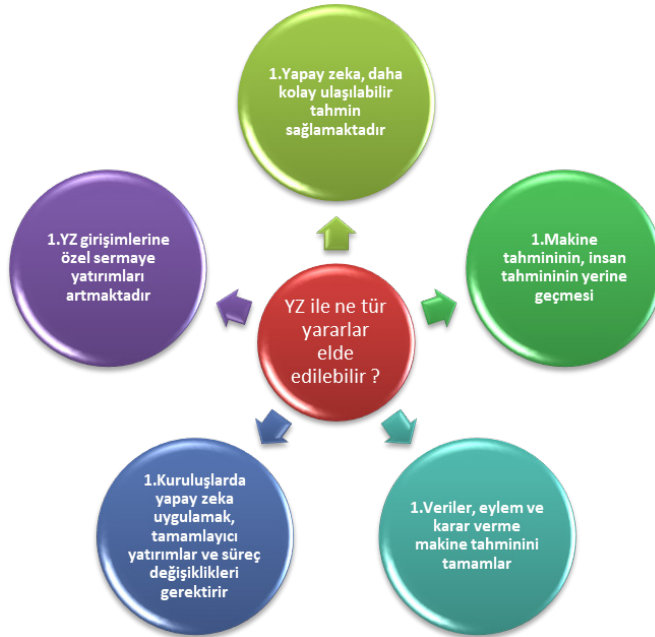 1.Yapay zeka, daha
kolay ulaşılabilir
tahmin
sağlamaktadır
1.YZ girişimlerine
özel sermaye
yatırımları
artmaktadır
1.Makine
tahmininin, insan
tahmininin yerine
geçmesi
YZ ile ne tür
yararlar
elde
edilebilir ?
1.Kuruluşlarda
yapay zeka
uygulamak,
tamamlayıcı
yatırımlar ve süreç
değişiklikleri
gerektirir
1.Veriler, eylem ve
karar verme
makine tahminini
tamamlar